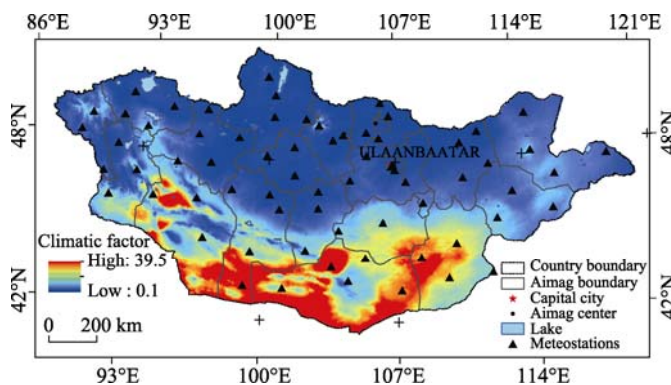 86°E 93°E 100°E 107°E 114°E 121°E
48°N 48°N
ULAANBAATAR
Climatic factor
High: 39.5
Low : 0.1
0 200 km
Country boundary
Aimag boundary
Capital city
Aimag center
Lake
Meteostations
42°N 42°N
93°E 100°E 107°E 114°E